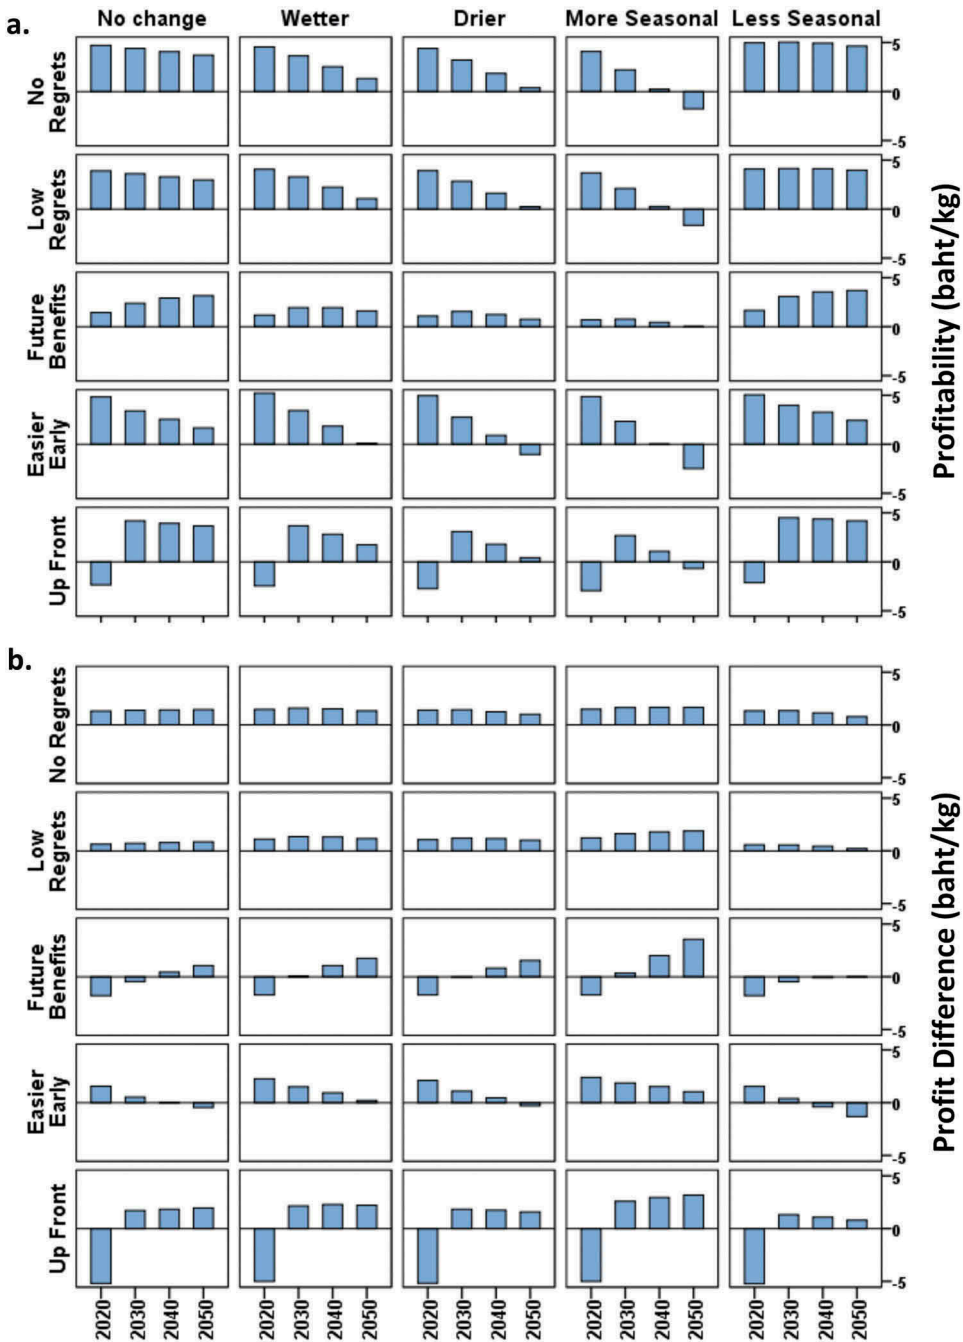 a.
No change Wetter Drier More Seasonal Less Seasonal
No
Regrets
5
0
-5
Low
Regrets
5
0
-5
Future
Benefits
5
0
-5
Easier
Early
5
0
-5
Up Front
5
0
-5
Profitability (baht/kg)
b.
No Regrets
5
0
-5
Low
Regrets
5
0
-5
Future
Benefits
5
0
-5
Easier
Early
5
0
-5
Up Front
5
0
-5
Profit Difference (baht/kg)
2020 2030 2040 2050 2020 2030 2040 2050 2020 2030 2040 2050 2020 2030 2040 2050 2020 2030 2040 2050